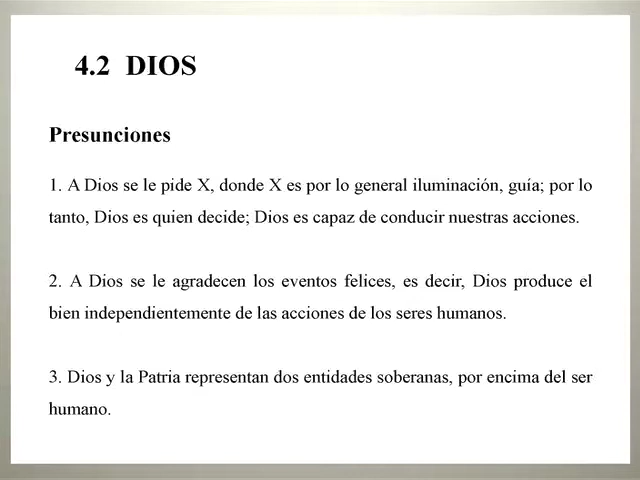 4.2 DIOS
Presunciones
1. A Dios se le pide X, donde X es por lo general iluminación, guía; por lo
tanto, Dios es quien decide; Dios es capaz de conducir nuestras acciones.
2. A Dios se le agradecen los eventos felices, es decir, Dios produce el
bien independientemente de las acciones de los seres humanos.
3. Dios y la Patria representan dos entidades soberanas, por encima del ser
humano.